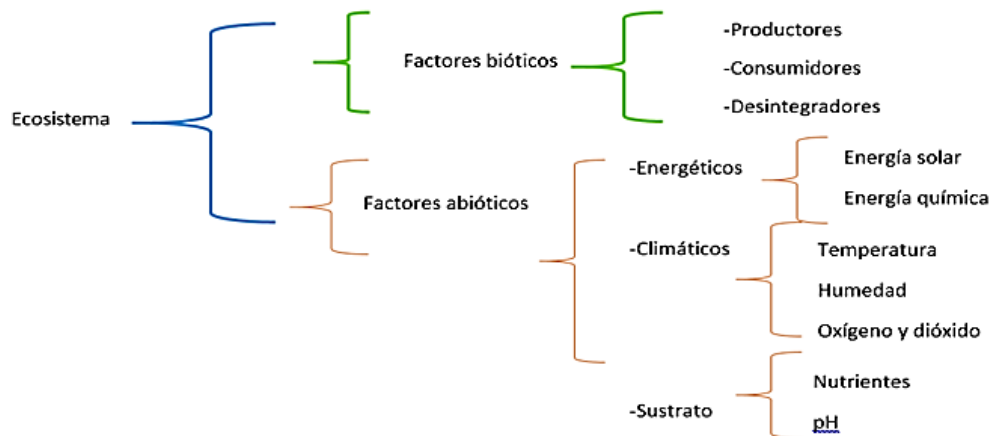 Ecosistema
Factores bióticos
-Productores
-Consumidores
-Desintegradores
Factores abióticos
-Energéticos
Energía solar
Energía química
-Climáticos
Temperatura
Humedad
Oxígeno y dióxido
-Sustrato
Nutrientes
pH